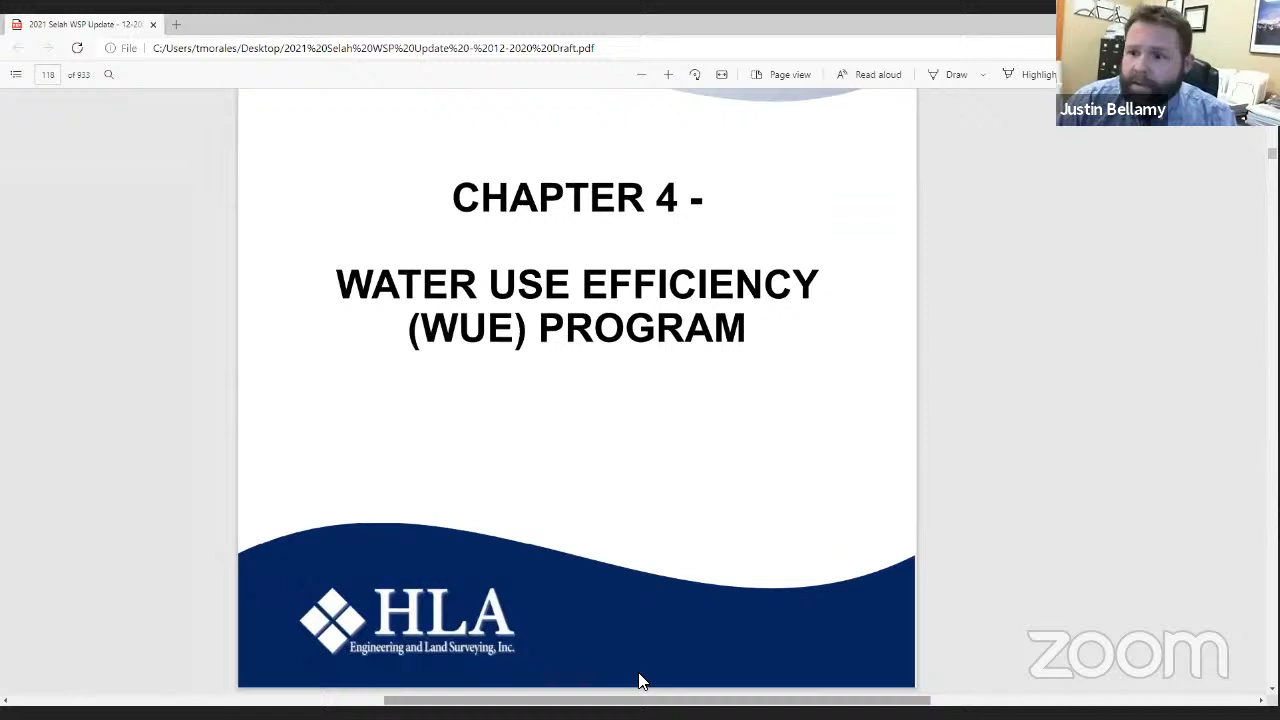 2021 Selah WSP Update - 12-20
File
C:/Users/tmorales/Desktop/2021%20Selah%20WSP%20Update%20-%2012-2020%20Draft.pdf
118 of 933
Page view
Read aloud
Draw
Highligh
Justin Bellamy
CHAPTER 4 -
WATER USE EFFICIENCY
(WUE) PROGRAM
HLA
Engineering and Land Surveying, Inc.
zoom